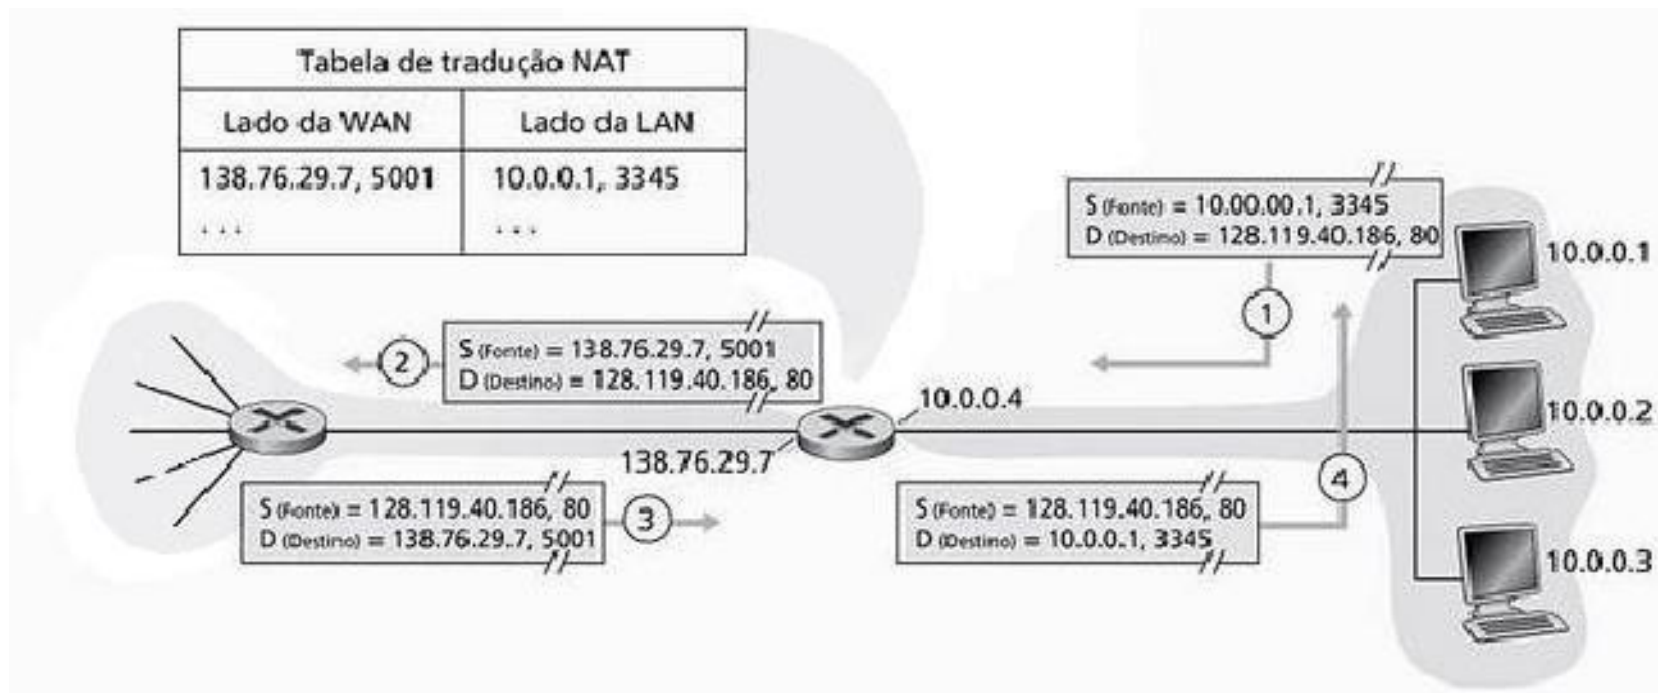 Tabela de tradução NAT
Lado da WAN
Lado da LAN
138.76.29.7, 5001
10.0.0.1, 3345
. . .
. . .
S (Fonte) = 10.00.00.1, 3345
D (Destino) = 128.119.40.186, 80
10.0.0.1
1
2
S (Fonte) = 138.76.29.7, 5001
D (Destino) = 128.119.40.186, 80
10.0.0.4
10.0.0.2
138.76.29.7
S (Fonte) = 128.119.40.186, 80
D (Destino) = 138.76.29.7, 5001
3
S (Fonte) = 128.119.40.186, 80
D (Destino) = 10.0.0.1, 3345
4
10.0.0.3